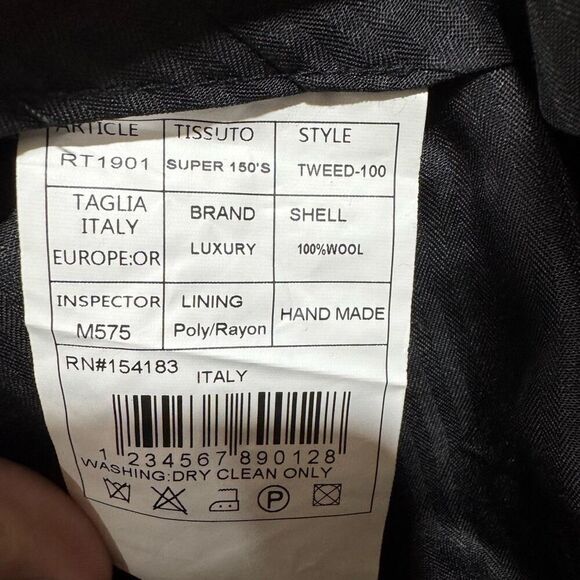 ARTICLE TISSUTO STYLE
RT1901 SUPER 150'S TWEED-100
TAGLIA ITALY BRAND SHELL
EUROPE:OR LUXURY 100%WOOL
INSPECTOR LINING HAND MADE
M575 Poly/Rayon
RN#154183
ITALY
1 234567 890128
WASHING:DRY CLEAN ONLY
P